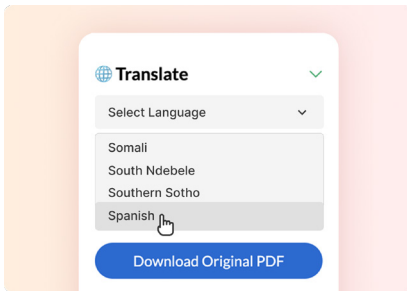 Translate
Select Language
Somali
South Ndebele
Southern Sotho
Spanish
Download Original PDF